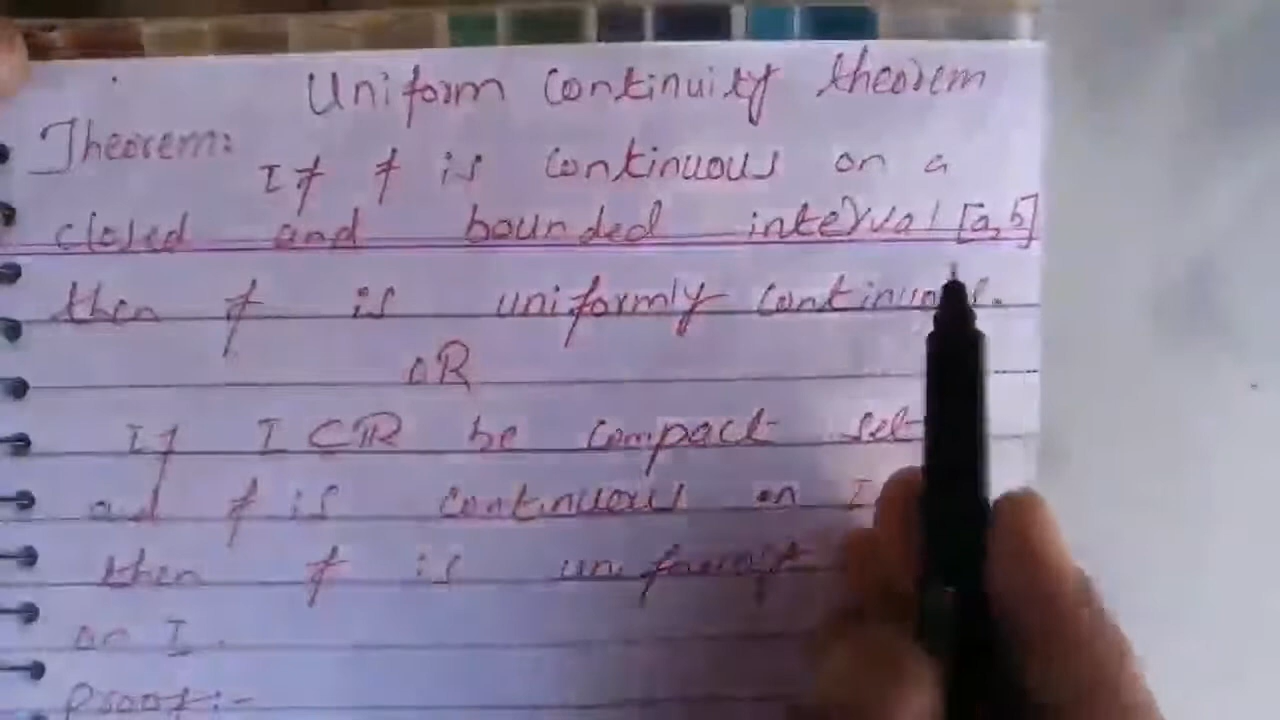 Uniform Continuity theorem
Theorem:
If f is continuous on a
closed and bounded interval [a,b]
then f is uniformly continuous.
OR
If I ⊂ ℝ be compact set
and f is continuous on I
then f is uniformly
on I.
Proof:-